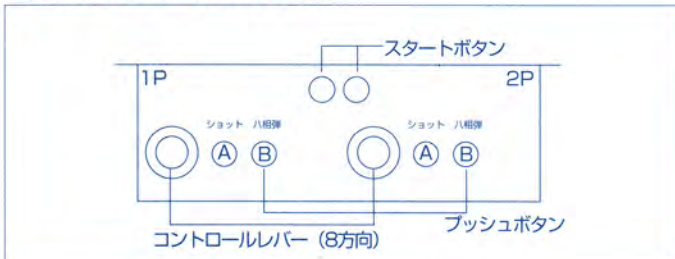 スタートボタン
1P
2P
ショット 八相弾
ショット 八相弾
A
B
A
B
プッシュボタン
コントロールレバー (8方向)